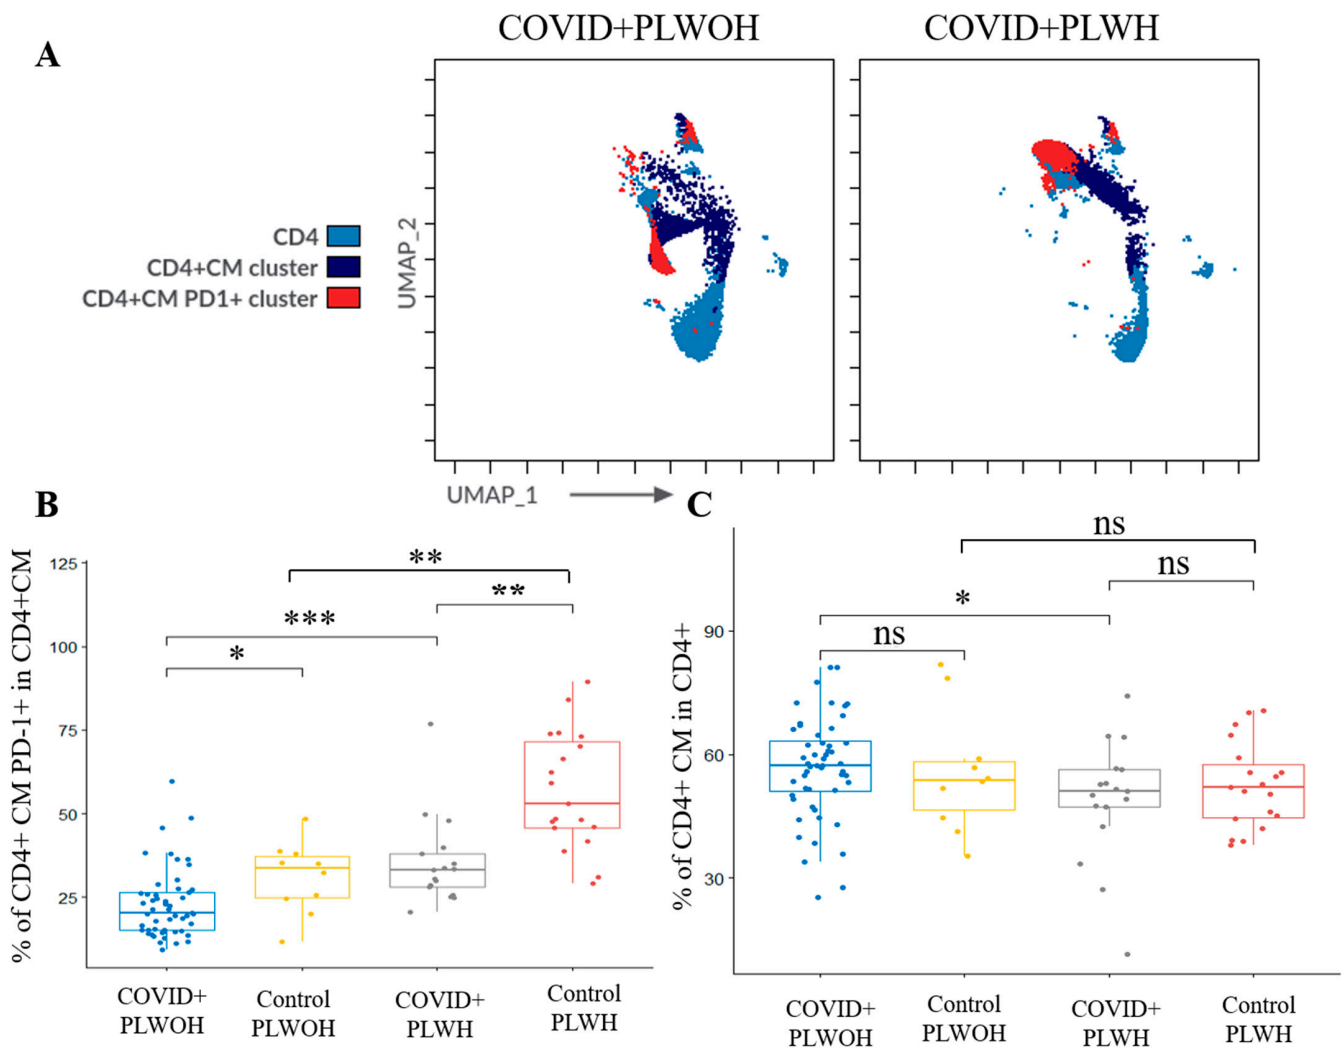 A
COVID+PLWOH
COVID+PLWH
CD4
CD4+CM cluster
CD4+CM PD1+ cluster
UMAP_2
UMAP_1
B
% of CD4+ CM PD-1+ in CD4+CM
125
100
75
50
25
**
**
***
*
COVID+
PLWOH
Control
PLWOH
COVID+
PLWH
Control
PLWH
C
% of CD4+ CM in CD4+
90
60
30
ns
ns
*
ns
COVID+
PLWOH
Control
PLWOH
COVID+
PLWH
Control
PLWH